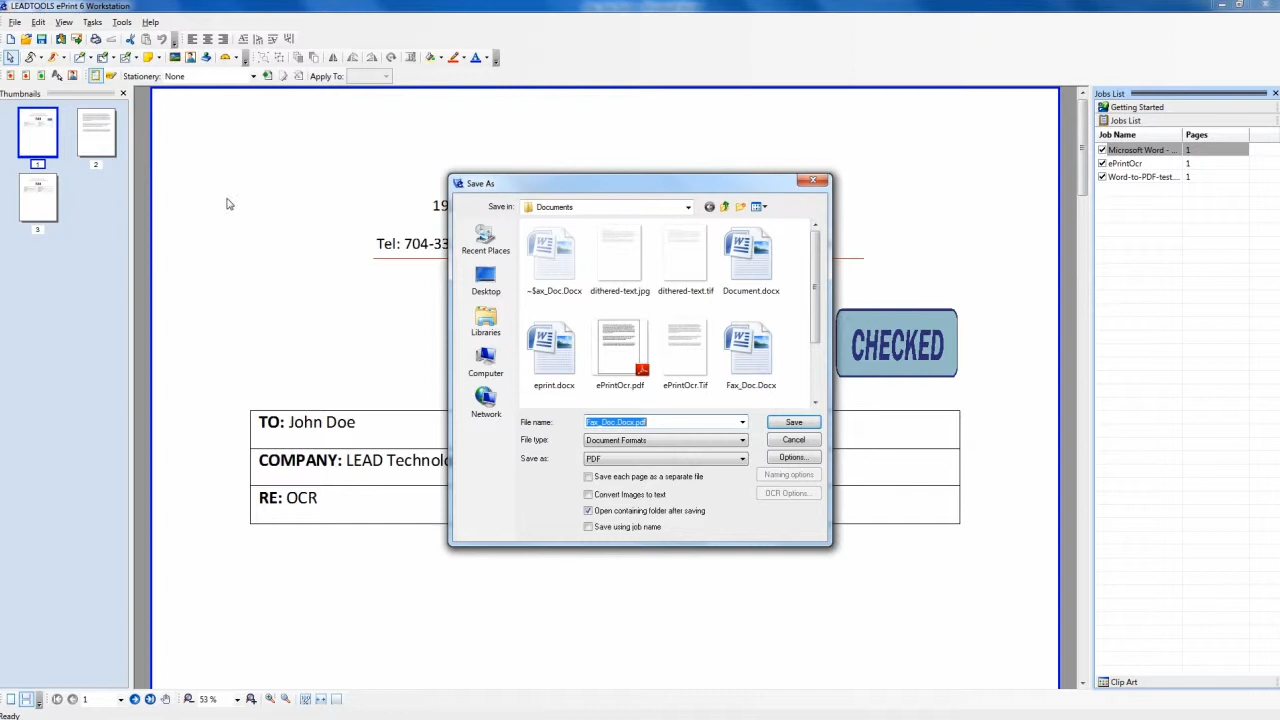 LEADTOOLS ePrint 6 Workstation
File Edit View Tasks Tools Help
Stationery: None Apply To:
Thumbnails
1
2
3
19
Tel: 704-33
CHECKED
TO: John Doe
COMPANY: LEAD Technolo
RE: OCR
Save As
Save in: Documents
Recent Places
Desktop
Libraries
Computer
Network
~$ax_Doc.Docx dithered-text.jpg dithered-text.tif Document.docx
eprint.docx ePrintOcr.pdf ePrintOcr.Tif Fax_Doc.Docx
File name: Fax_Doc.Docx.pdf Save
File type: Document Formats Cancel
Save as: PDF Options...
Save each page as a separate file Naming options
Convert Images to text OCR Options...
Open containing folder after saving
Save using job name
Jobs List
Getting Started
Jobs List
Job Name Pages
Microsoft Word - ... 1
ePrintOcr 1
Word-to-PDF-test.... 1
Clip Art
1 53 %
Ready